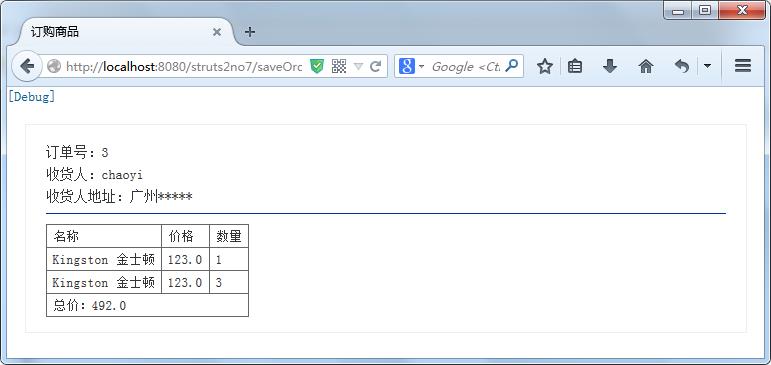 订购商品
http://localhost:8080/struts2no7/saveOrc
Google <Ct
[Debug]
订单号：3
收货人：chaoyi
收货人地址：广州*****
名称 价格 数量
Kingston 金士顿 123.0 1
Kingston 金士顿 123.0 3
总价：492.0